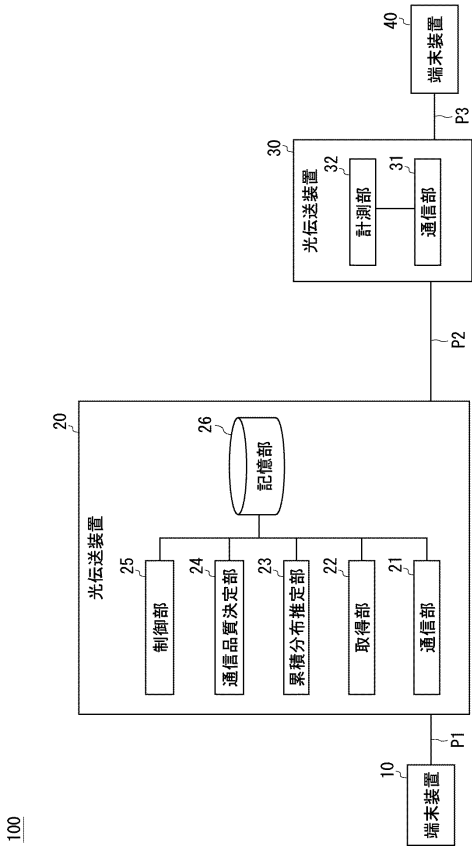 100
10
端末装置
P1
20
光伝送装置
25
制御部
24
通信品質決定部
23
累積分布推定部
22
取得部
21
通信部
26
記憶部
P2
30
光伝送装置
32
計測部
31
通信部
P3
40
端末装置